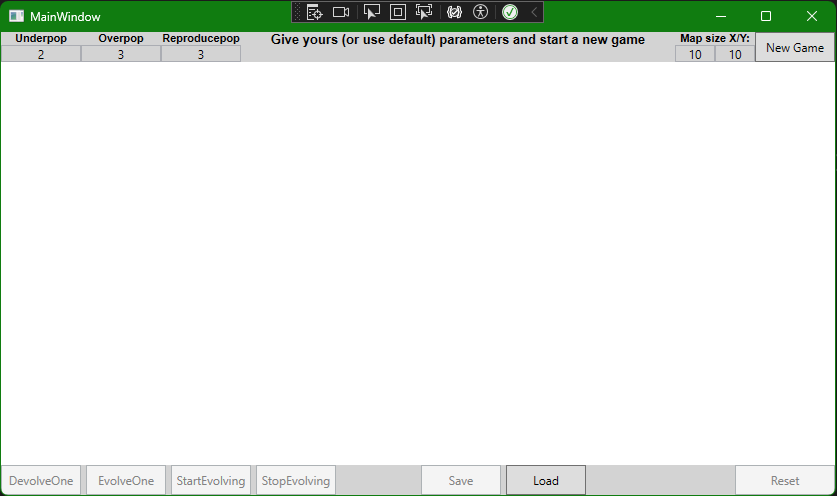 MainWindow
Underpop Overpop Reproducepop Give yours (or use default) parameters and start a new game Map size X/Y: New Game
2 3 3 10 10
DevolveOne EvolveOne StartEvolving StopEvolving Save Load Reset